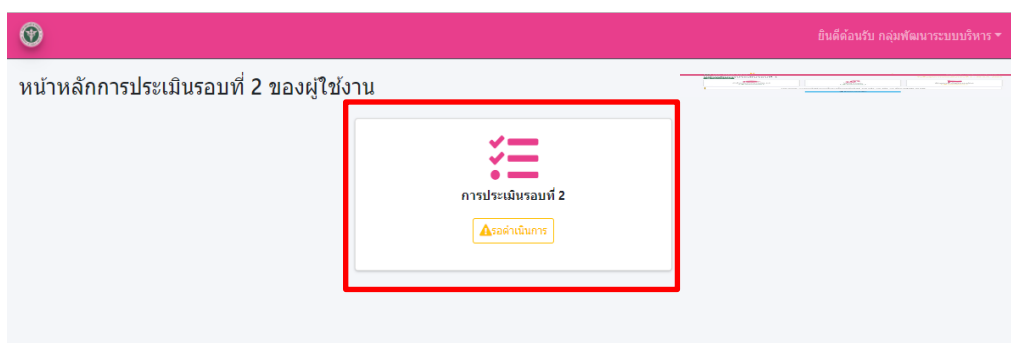 ยินดีต้อนรับ กลุ่มพัฒนาระบบบริหาร
หน้าหลักการประเมินรอบที่ 2 ของผู้ใช้งาน
การประเมินรอบที่ 2
รอดำเนินการ